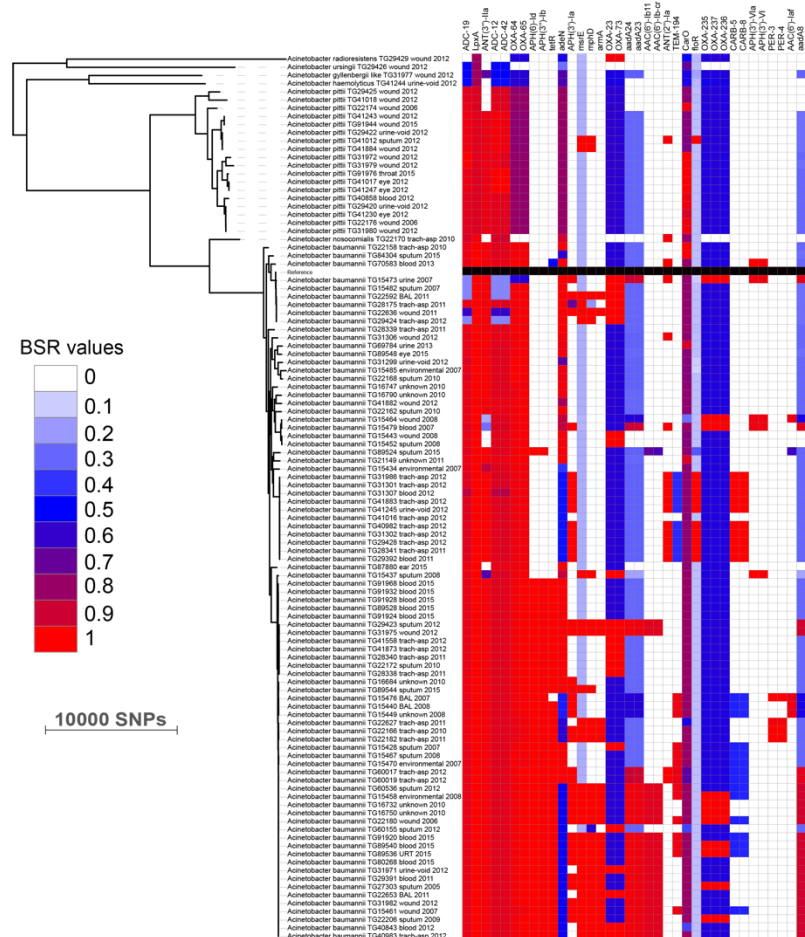 ADC-19
LpxA
ANT(3")-IIa
ADC-12
ADC-42
OXA-64
OXA-65
APH(6)-Id
APH(3")-Ib
tetR
adeN
APH(3')-Ia
msrE
mphD
armA
OXA-23
OXA-73
aadA24
aadA23
AAC(6')-Ib11
AAC(6')-Ib-cr
ANT(2")-Ia
TEM-194
CarO
OXA-235
OXA-237
OXA-236
CARB-5
CARB-8
APH(3')-VIa
APH(3')-VI
PER-3
PER-4
AAC(6')-Iaf
aadA8
Acinetobacter radioresistens TG29429 wound 2012
Acinetobacter ursingi TG29426 wound 2012
Acinetobacter gyllenbergii like TG31977 wound 2012
Acinetobacter haemolyticus TG41244 urine-void 2012
Acinetobacter pittii TG29425 wound 2012
Acinetobacter pittii TG41018 wound 2012
Acinetobacter pittii TG22174 wound 2006
Acinetobacter pittii TG41243 wound 2012
Acinetobacter pittii TG91944 wound 2015
Acinetobacter pittii TG29422 urine-void 2012
Acinetobacter pittii TG41012 sputum 2012
Acinetobacter pittii TG41884 wound 2012
Acinetobacter pittii TG31972 wound 2012
Acinetobacter pittii TG31979 wound 2012
Acinetobacter pittii TG91976 throat 2015
Acinetobacter pittii TG41017 eye 2012
Acinetobacter pittii TG41247 eye 2012
Acinetobacter pittii TG40858 blood 2012
Acinetobacter pittii TG29420 urine-void 2012
Acinetobacter pittii TG41230 eye 2012
Acinetobacter pittii TG22176 wound 2006
Acinetobacter pittii TG31980 wound 2012
Acinetobacter nosocomialis TG22170 trach-asp 2010
Acinetobacter baumannii TG22158 trach-asp 2010
Acinetobacter baumannii TG84304 sputum 2015
Acinetobacter baumannii TG70583 blood 2013
Reference
Acinetobacter baumannii TG15473 urine 2007
Acinetobacter baumannii TG15482 sputum 2007
Acinetobacter baumannii TG22592 BAL 2011
Acinetobacter baumannii TG28175 trach-asp 2011
Acinetobacter baumannii TG22636 wound 2011
Acinetobacter baumannii TG29424 trach-asp 2012
Acinetobacter baumannii TG28339 trach-asp 2011
Acinetobacter baumannii TG31306 wound 2012
Acinetobacter baumannii TG69784 urine 2013
Acinetobacter baumannii TG89548 eye 2015
Acinetobacter baumannii TG31299 urine-void 2012
Acinetobacter baumannii TG15485 environmental 2007
Acinetobacter baumannii TG22168 sputum 2010
Acinetobacter baumannii TG16747 unknown 2010
Acinetobacter baumannii TG16790 unknown 2010
Acinetobacter baumannii TG41882 wound 2012
Acinetobacter baumannii TG22162 sputum 2010
Acinetobacter baumannii TG15464 wound 2008
Acinetobacter baumannii TG15479 blood 2007
Acinetobacter baumannii TG15443 wound 2008
Acinetobacter baumannii TG15452 sputum 2008
Acinetobacter baumannii TG89524 sputum 2015
Acinetobacter baumannii TG21149 unknown 2011
Acinetobacter baumannii TG15434 environmental 2007
Acinetobacter baumannii TG31986 trach-asp 2012
Acinetobacter baumannii TG31301 trach-asp 2012
Acinetobacter baumannii TG31307 blood 2012
Acinetobacter baumannii TG41883 trach-asp 2012
Acinetobacter baumannii TG41245 urine-void 2012
Acinetobacter baumannii TG41016 trach-asp 2012
Acinetobacter baumannii TG40982 trach-asp 2012
Acinetobacter baumannii TG31302 trach-asp 2012
Acinetobacter baumannii TG29428 trach-asp 2012
Acinetobacter baumannii TG28341 trach-asp 2011
Acinetobacter baumannii TG29392 blood 2011
Acinetobacter baumannii TG87880 ear 2015
Acinetobacter baumannii TG15437 sputum 2008
Acinetobacter baumannii TG91968 blood 2015
Acinetobacter baumannii TG91932 blood 2015
Acinetobacter baumannii TG91928 blood 2015
Acinetobacter baumannii TG89528 blood 2015
Acinetobacter baumannii TG91924 blood 2015
Acinetobacter baumannii TG29423 sputum 2012
Acinetobacter baumannii TG31975 wound 2012
Acinetobacter baumannii TG41558 trach-asp 2012
Acinetobacter baumannii TG41873 trach-asp 2012
Acinetobacter baumannii TG28340 trach-asp 2011
Acinetobacter baumannii TG22172 sputum 2010
Acinetobacter baumannii TG28338 trach-asp 2011
Acinetobacter baumannii TG16684 unknown 2010
Acinetobacter baumannii TG89544 sputum 2015
Acinetobacter baumannii TG15476 BAL 2007
Acinetobacter baumannii TG15440 BAL 2008
Acinetobacter baumannii TG15449 unknown 2008
Acinetobacter baumannii TG22627 trach-asp 2011
Acinetobacter baumannii TG22166 trach-asp 2010
Acinetobacter baumannii TG22182 trach-asp 2011
Acinetobacter baumannii TG15428 sputum 2007
Acinetobacter baumannii TG15467 sputum 2008
Acinetobacter baumannii TG15470 environmental 2007
Acinetobacter baumannii TG60017 trach-asp 2012
Acinetobacter baumannii TG60019 trach-asp 2012
Acinetobacter baumannii TG60536 sputum 2012
Acinetobacter baumannii TG15458 environmental 2008
Acinetobacter baumannii TG16732 unknown 2010
Acinetobacter baumannii TG16750 unknown 2010
Acinetobacter baumannii TG22180 wound 2006
Acinetobacter baumannii TG60155 sputum 2012
Acinetobacter baumannii TG91920 blood 2015
Acinetobacter baumannii TG89540 blood 2015
Acinetobacter baumannii TG89536 URT 2015
Acinetobacter baumannii TG80268 blood 2015
Acinetobacter baumannii TG31971 urine-void 2012
Acinetobacter baumannii TG29391 blood 2011
Acinetobacter baumannii TG27303 sputum 2005
Acinetobacter baumannii TG22653 BAL 2011
Acinetobacter baumannii TG31982 wound 2012
Acinetobacter baumannii TG15461 wound 2007
Acinetobacter baumannii TG22206 sputum 2009
Acinetobacter baumannii TG40843 blood 2012
Acinetobacter baumannii TG40983 trach-asp 2012
BSR values
0
0.1
0.2
0.3
0.4
0.5
0.6
0.7
0.8
0.9
1
10000 SNPs